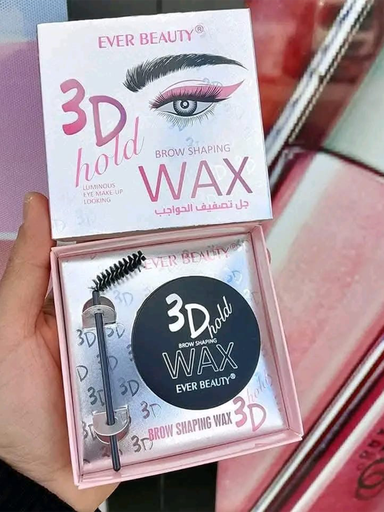 EVER BEAUTY®
3D
hold
BROW SHAPING
WAX
LUMINOUS
EYE MAKE-UP
LOOKING
جل تصفيف الحواجب
EVER BEAUTY®
3D
hold
BROW SHAPING
WAX
EVER BEAUTY®
BROW SHAPING WAX
3D